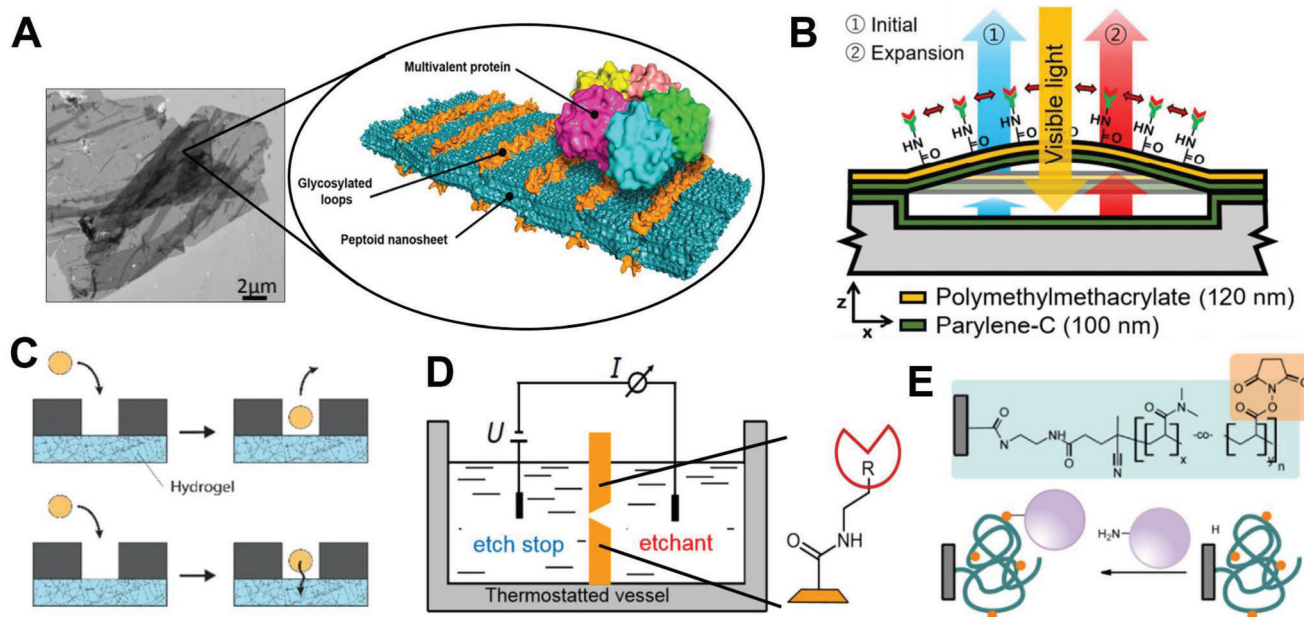 A
Multivalent protein
Glycosylated
loops
Peptoid nanosheet
2µm
B
① Initial
② Expansion
①
②
Visible light
HN
O
HN
O
HN
O
HN
O
HN
O
HN
O
z
x
Polymethylmethacrylate (120 nm)
Parylene-C (100 nm)
C
Hydrogel
D
I
U
etch stop
etchant
Thermostatted vessel
R
O
NH
E
O
N
H
H
N
O
N
N
O
x
-co-
O
O
N
O
O
y
n
H₂N
H